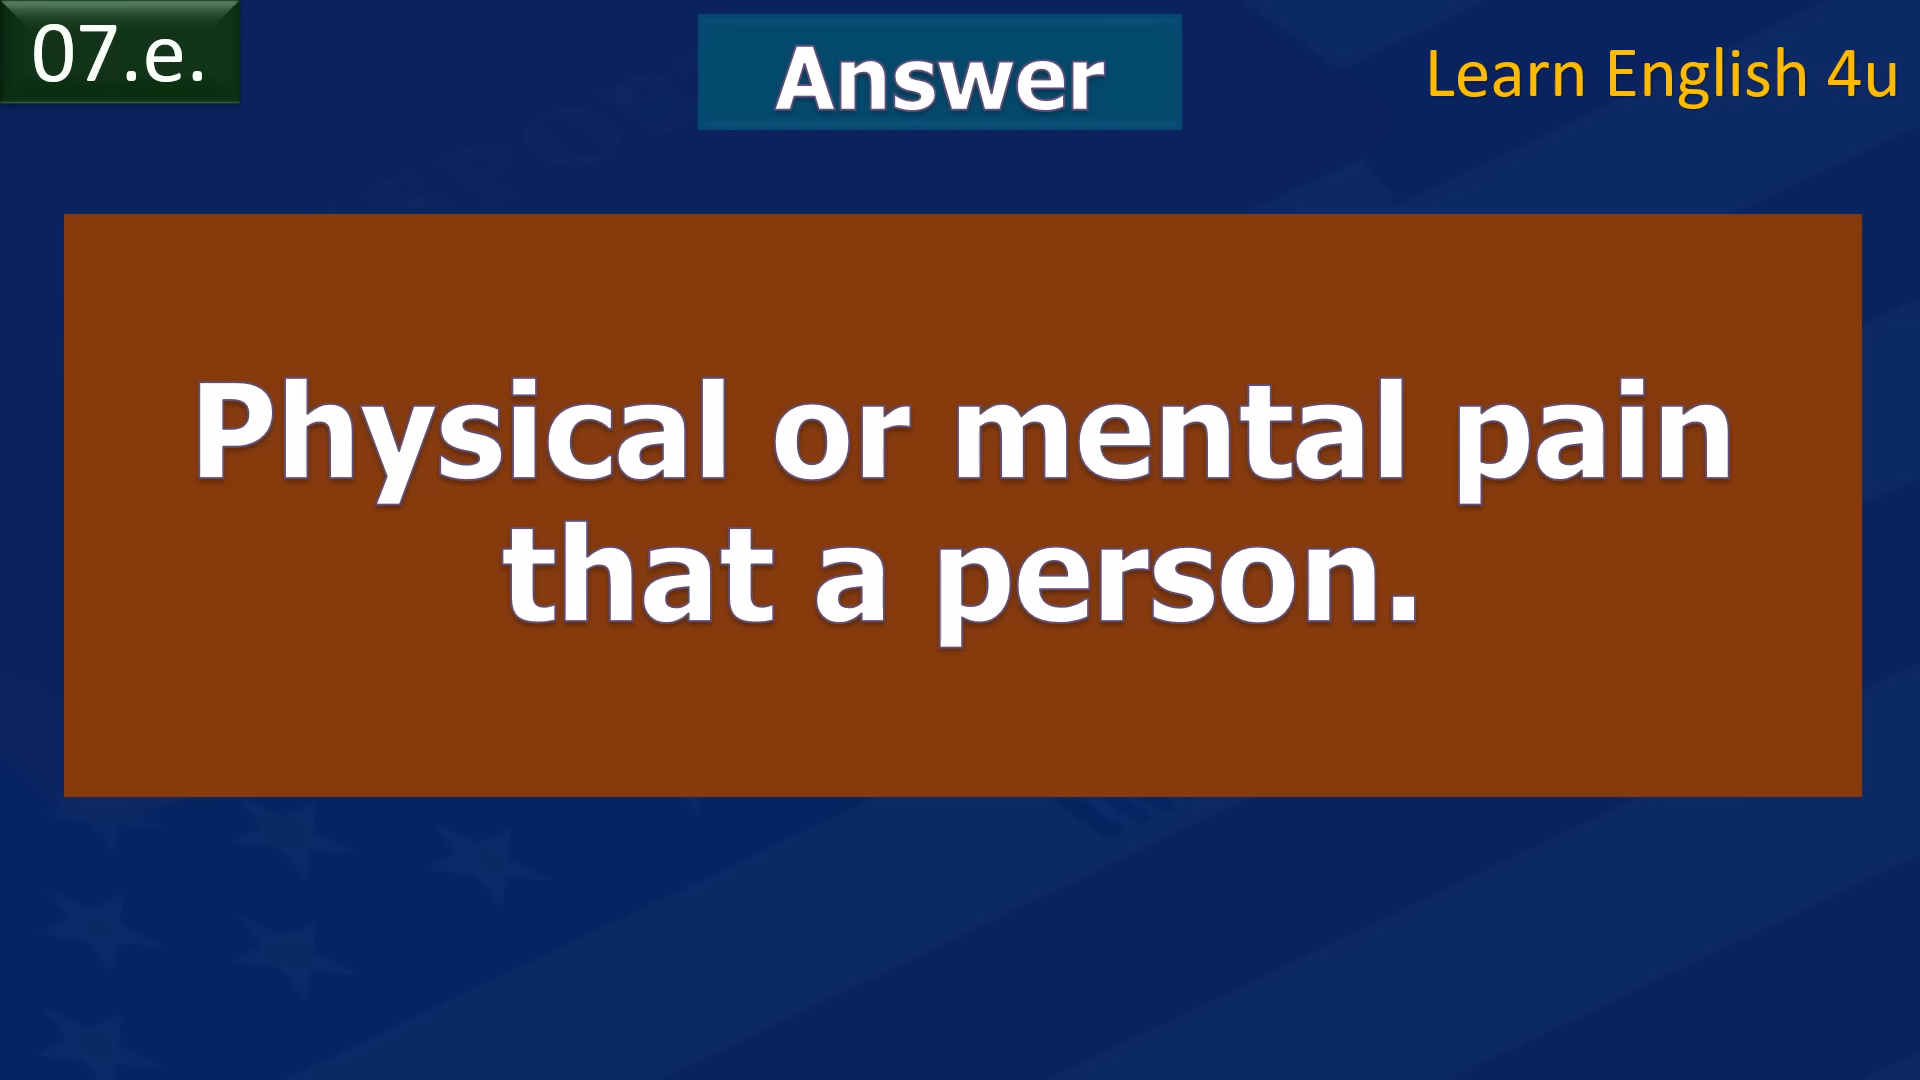 07.e.
Answer
Learn English 4u
Physical or mental pain
that a person.